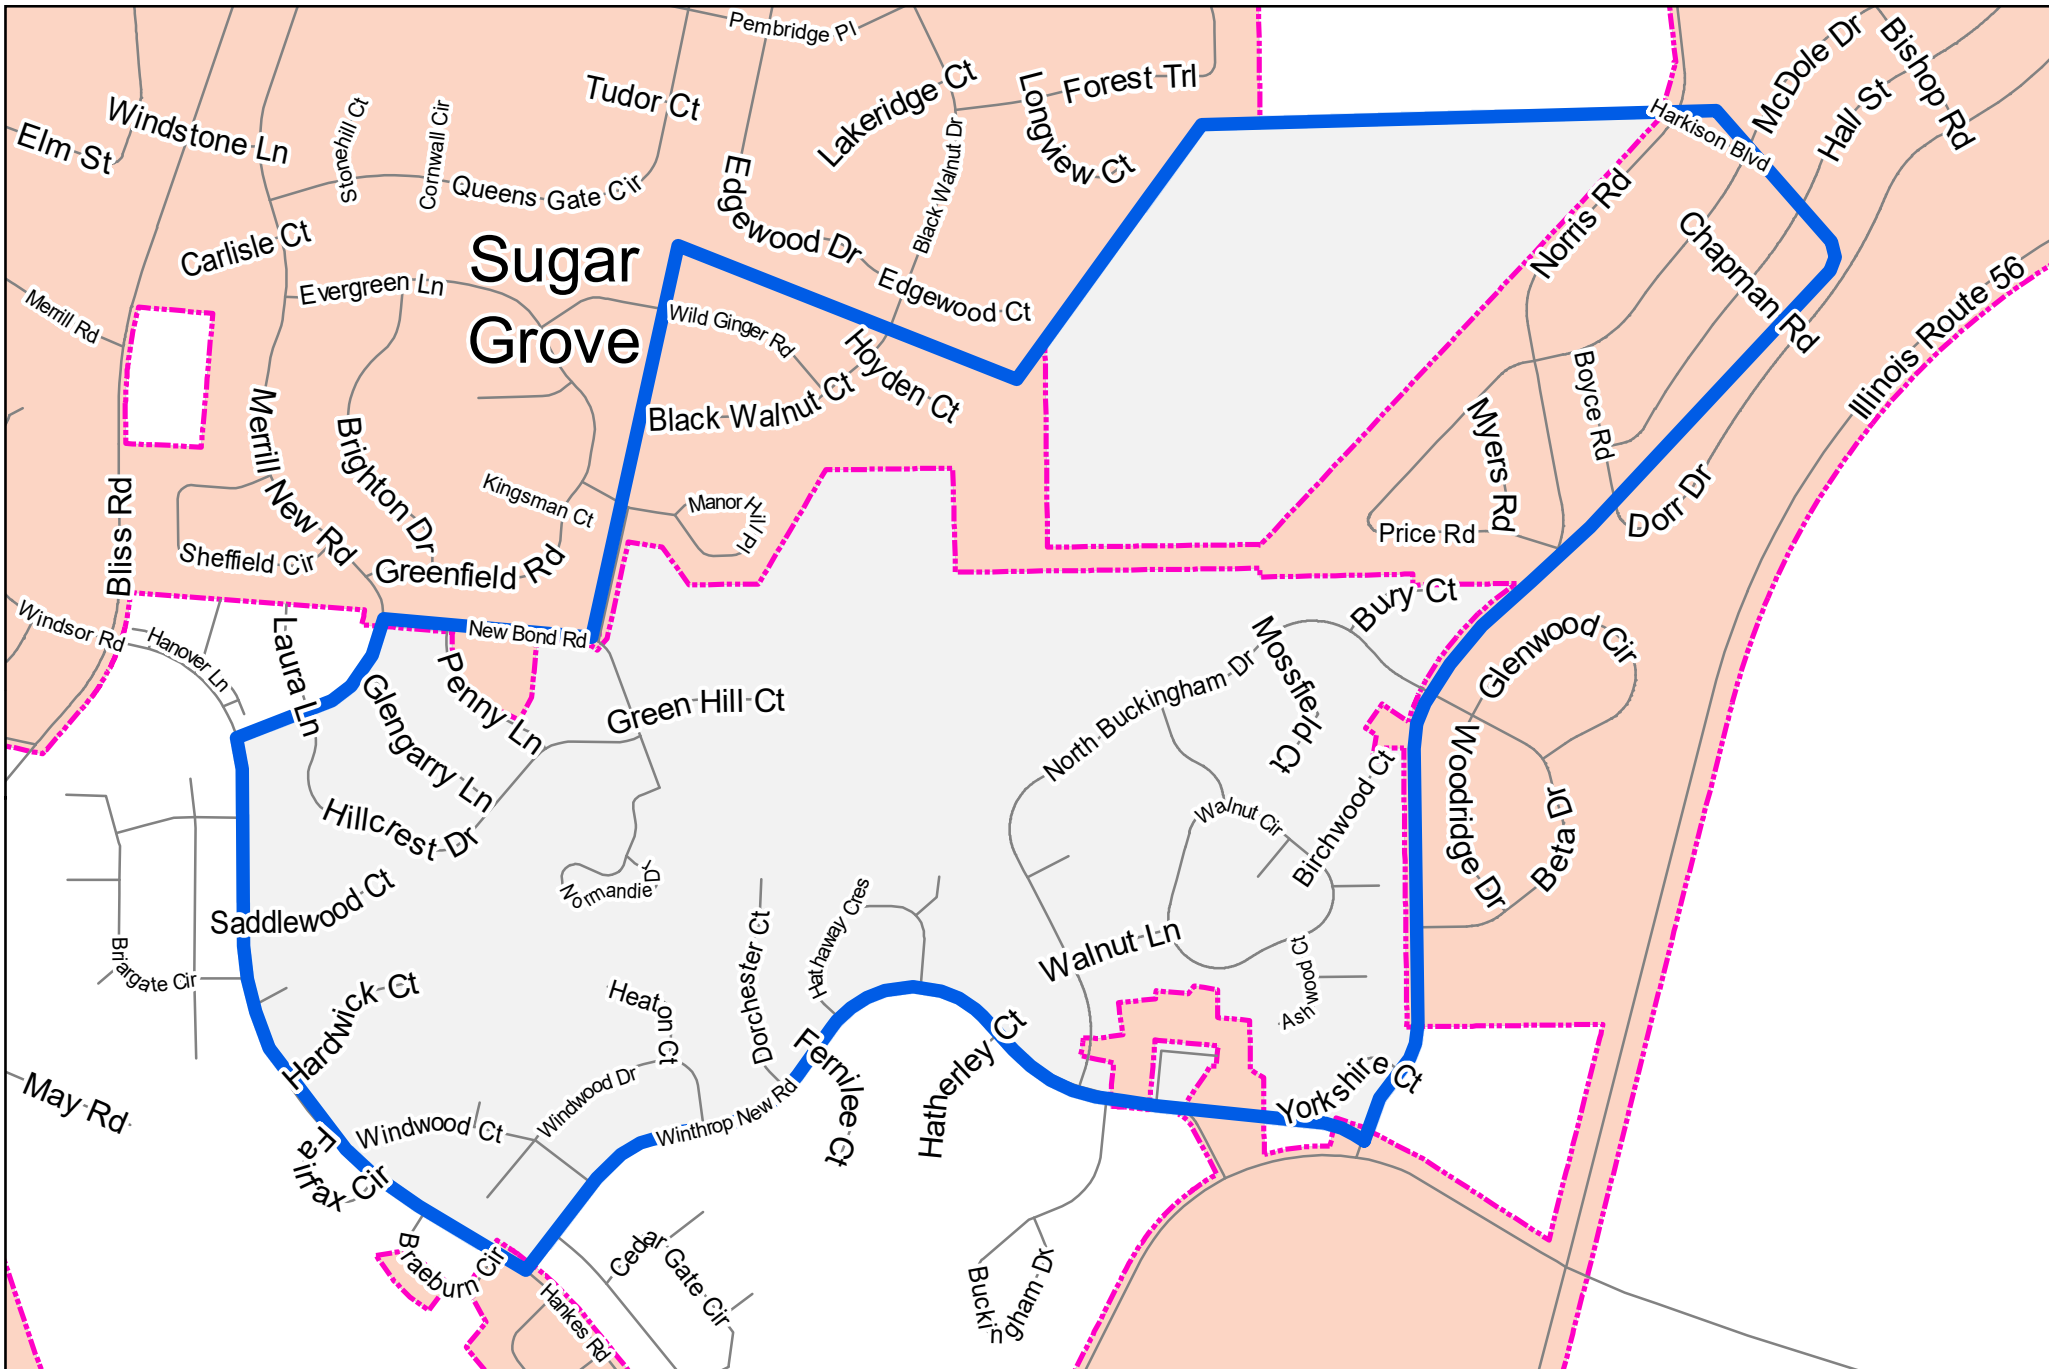 Pembridge Pl
McDole Dr
Bishop Rd
Tudor Ct
Lakeridge Ct
Longview Ct
Forest Trl
Hall St
Windstone Ln
Elm St
Stonehill Ct
Cornwall Cir
Queens Gate Cir
Edgewood Dr
Black Walnut Dr
Harkison Blvd
Norris Rd
Chapman Rd
Carlisle Ct
Sugar
Grove
Evergreen Ln
Edgewood Ct
Illinois Route 56
Merrill Rd
Wild Ginger Rd
Hoyden Ct
Black Walnut Ct
Boyce Rd
Myers Rd
Merrill New Rd
Brighton Dr
Kingsman Ct
Manor Hill Pl
Price Rd
Dorr Dr
Bliss Rd
Sheffield Cir
Greenfield Rd
Bury Ct
Windsor Rd
Hanover Ln
Laura Ln
New Bond Rd
Penny Ln
Glengarry Ln
Green Hill Ct
North Buckingham Dr
Mossfield Ct
Glenwood Cir
Woodridge Dr
Birchwood Ct
Walnut Cir
Beta Dr
Hillcrest Dr
Normandie Dr
Saddlewood Ct
Dorchester Ct
Hathaway Cres
Walnut Ln
Ashwood Ct
Briargate Cir
Hardwick Ct
Heaton Ct
Fernilee Ct
Hatherley Ct
Yorkshire Ct
May Rd
Windwood Dr
Windwood Ct
Winthrop New Rd
Fairfax Cir
Braeburn Cir
Cedar Gate Cir
Hankes Rd
Buckingham Dr